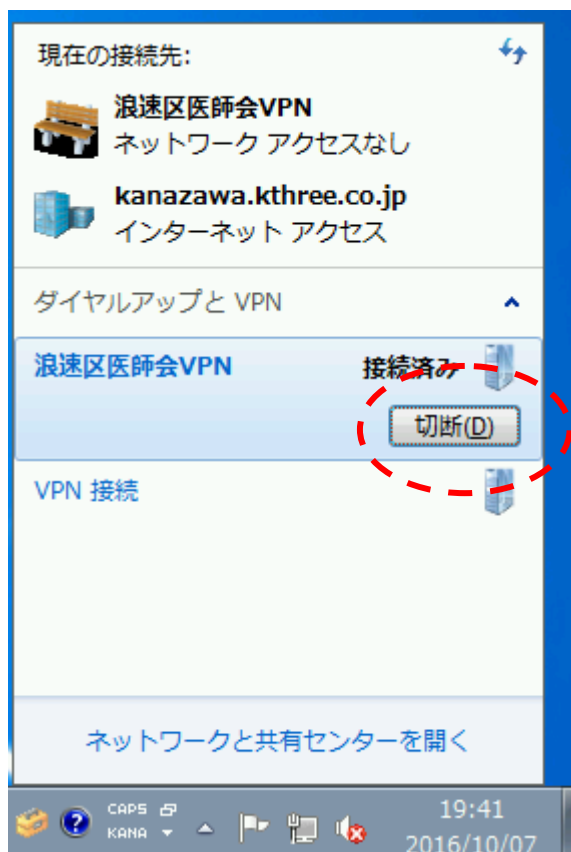 現在の接続先:
浪速区医師会VPN
ネットワーク アクセスなし
kanazawa.kthree.co.jp
インターネット アクセス
ダイヤルアップと VPN
浪速区医師会VPN 接続済み
切断(D)
VPN 接続
ネットワークと共有センターを開く
CAPS
KANA
19:41
2016/10/07